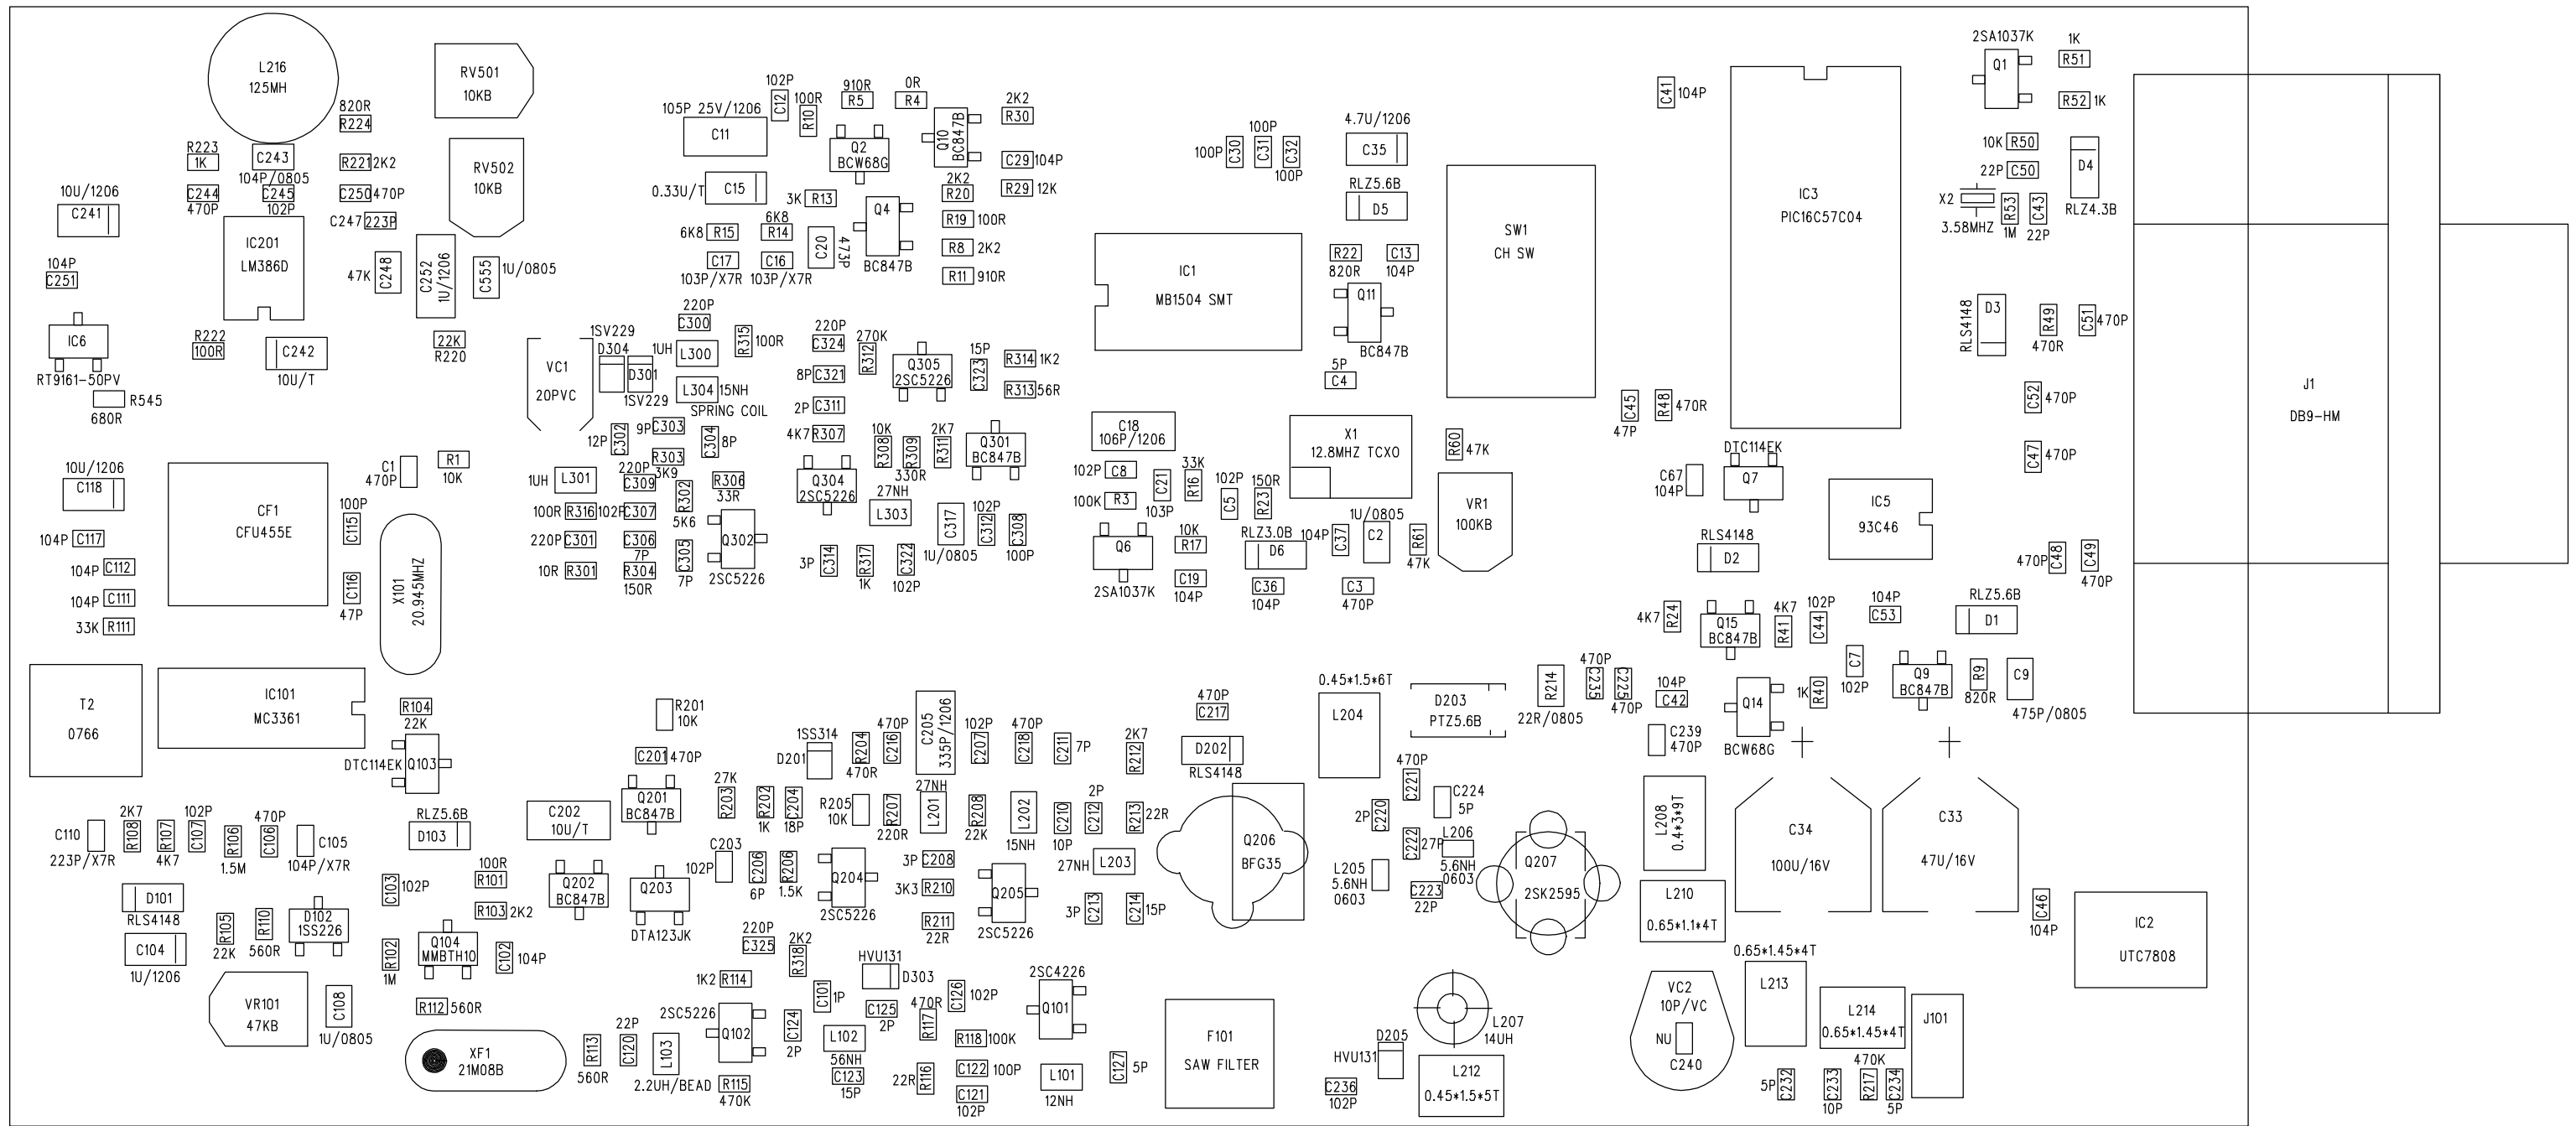 L216
125MH
RV501
10KB
820R
R224
R223
1K
C243
104P/0805
R221 2K2
RV502
10KB
10U/1206
C241
C244
470P
C245
102P
C250 470P
C247 223P
IC201
LM386D
104P
C251
47K
C248
C252
1U/1206
C555
1U/0805
IC6
RT9161-50PV
R222
100R
C242
10U/T
22K
R220
R545
680R
102P
C12
100R
R10
910R
R5
0R
R4
2K2
R30
105P 25V/1206
C11
Q2
BCW68G
Q10
BC847B
C29 104P
0.33U/T
C15
3K R13
2K2
R20
R29 12K
Q4
BC847B
R19 100R
6K8 R15
6K8
R14
C20
473P
R8 2K2
C17
103P/X7R
C16
103P/X7R
R11 910R
220P
C300
1SV229
D304
1UH L300
R315
100R
220P
C324
270K
R312
VC1
20PVC
D301
1SV229
L304 15NH
SPRING COIL
8P C321
Q305
2SC5226
15P
C323
R314 1K2
R313 56R
2P C311
12P
C302
9P C303
C304
8P
4K7 R307
10K
R308
R309
330R
2K7
R311
Q301
BC847B
R303
3K9
1UH L301
220P
C309
R302
5K6
R306
33R
Q304
2SC5226
27NH
L303
100R R316
102P C307
Q302
2SC5226
C317
1U/0805
102P
C312
C308
100P
220P C301
C306
7P
C305
7P
3P C314
R317
1K
C322
102P
10R R301
R304
150R
10U/1206
C118
CF1
CFU455E
C1
470P
R1
10K
100P
C115
104P C117
104P C112
104P C111
33K R111
C116
47P
X101
20.945MHZ
100P
C30
100P
C31
C32
100P
4.7U/1206
C35
RLZ5.6B
D5
SW1
CH SW
IC1
MB1504 SMT
R22
820R
C13
104P
Q11
BC847B
5P
C4
C18
106P/1206
X1
12.8MHZ TCXO
R60
47K
102P C8
C21
103P
33K
R16
102P
C5
150R
R23
100K R3
VR1
100KB
Q6
2SA1037K
10K
R17
RLZ3.0B
D6
104P
C37
1U/0805
C2
R61
47K
C19
104P
C36
104P
C3
470P
C41
104P
IC3
PIC16C57C04
2SA1037K
Q1
1K
R51
R52 1K
10K R50
22P C50
D4
RLZ4.3B
X2
3.58MHZ
R53
1M
C43
22P
RLS4148
D3
R49
470R
C51
470P
J1
DB9-HM
C45
47P
R48
470R
C52
470P
C47
470P
DTC114EK
Q7
C67
104P
IC5
93C46
RLS4148
D2
470P
C48
C49
470P
4K7 R24
Q15
BC847B
4K7
R41
102P
C44
104P
C53
RLZ5.6B
D1
C7
102P
Q9
BC847B
R9
820R
C9
475P/0805
T2
0766
IC101
MC3361
R104
22K
DTC114EK Q103
C110
223P/X7R
2K7
R108
R107
4K7
102P
C107
R106
1.5M
470P
C106
C105
104P/X7R
RLZ5.6B
D103
D101
RLS4148
C104
1U/1206
R105
22K
R110
560R
D102
1SS226
C103
102P
100R
R101
R103 2K2
R102
1M
Q104
MMBTH10
C102
104P
VR101
47KB
C108
1U/0805
R112 560R
XF1
21M08B
R201
10K
C201 470P
Q201
BC847B
C202
10U/T
Q202
BC847B
Q203
DTA123JK
27K
R203
R202
1K
C204
18P
1SS314
D201
R204
470R
470P
C216
C205
335P/1206
102P
C207
470P
C218
C211
7P
2K7
R212
R205
10K
R207
220R
27NH
L201
R208
22K
L202
15NH
C210
10P
2P
C212
R213
22R
C203
102P
C206
6P
R206
1.5K
Q204
2SC5226
3P C208
3K3 R210
R211
22R
Q205
2SC5226
27NH L203
3P
C213
C214
15P
220P
C325
2K2
R318
HVU131
D303
1K2 R114
C101
1P
C125
2P
C126
102P
2SC4226
Q101
2SC5226
Q102
C124
2P
L102
56NH
470R
R117
R118 100K
22P
C120
R113
560R
L103
2.2UH/BEAD
R115
470K
C123
15P
22R R116
C122 100P
C121
102P
L101
12NH
C127
5P
470P
C217
D202
RLS4148
Q206
BFG35
0.45*1.5*6T
L204
D203
PTZ5.6B
R214
22R/0805
470P
C235
C225
470P
104P
C42
C239
470P
1K R40
Q14
BCW68G
470P
C221
2P
C220
C222
27P
C224
5P
L206
5.6NH
0603
L205
5.6NH
0603
C223
22P
Q207
2SK2595
L208
0.4*3*9T
C34
100U/16V
C33
47U/16V
L210
0.65*1.1*4T
C46
104P
IC2
UTC7808
0.65*1.45*4T
L213
L214
0.65*1.45*4T
J101
VC2
10P/VC
NU
C240
F101
SAW FILTER
L207
14UH
D205
HVU131
C236
102P
L212
0.45*1.5*5T
5P C232
C233
10P
470K
R217
C234
5P